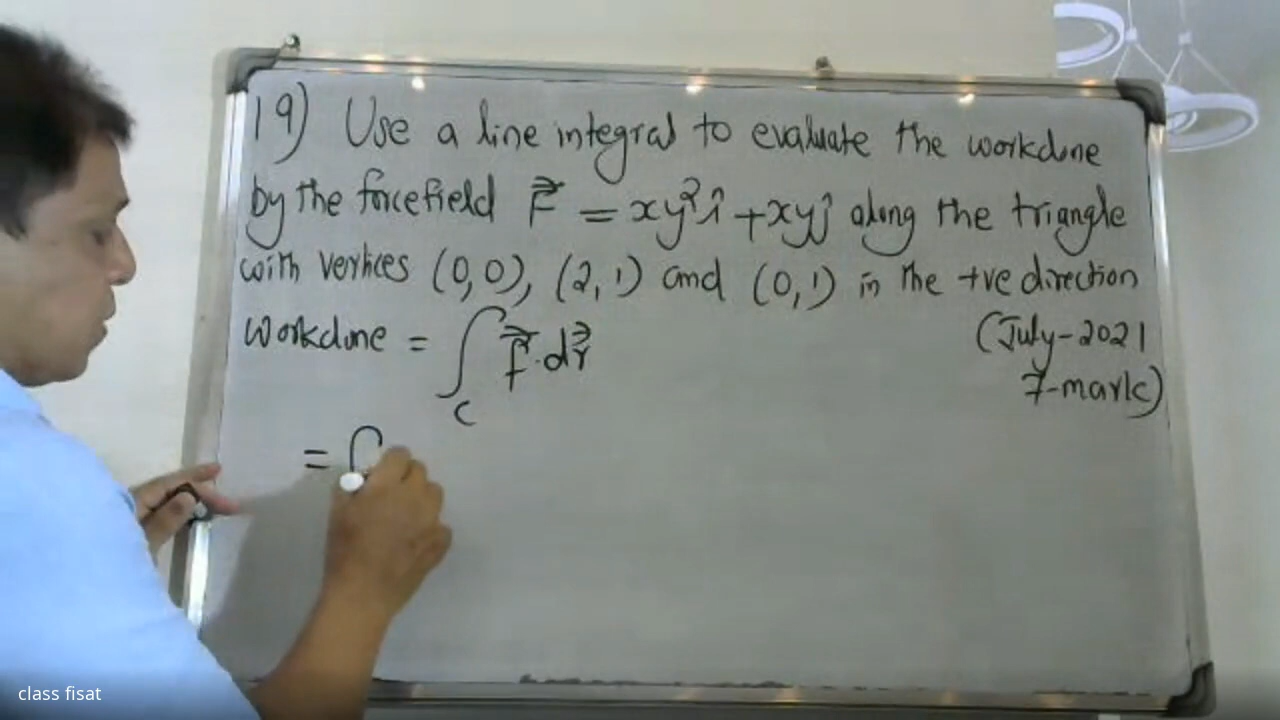 19) Use a line integral to evaluate the workdone
by the forcefield F⃗ = xy²î + xyĵ along the triangle
with vertices (0,0), (2,1) and (0,1) in the +ve direction
(July-2021
7-mark)
Workdone = ∫_C F⃗·dr⃗
= ∫
class fisat